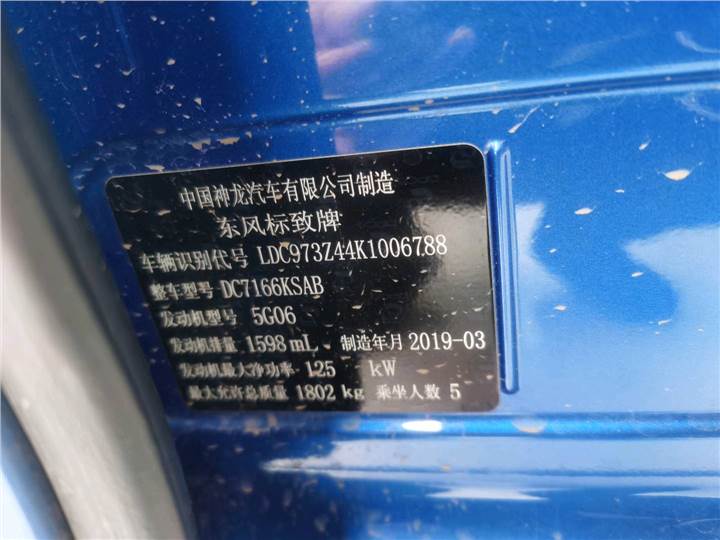 中国神龙汽车有限公司制造
东风标致牌
车辆识别代号 LDC973Z44K1006788
整车型号 DC7166KSAB
发动机型号 5G06
发动机排量 1598 mL 制造年月 2019-03
发动机最大净功率 125 kW
最大允许总质量 1802 kg 乘坐人数 5